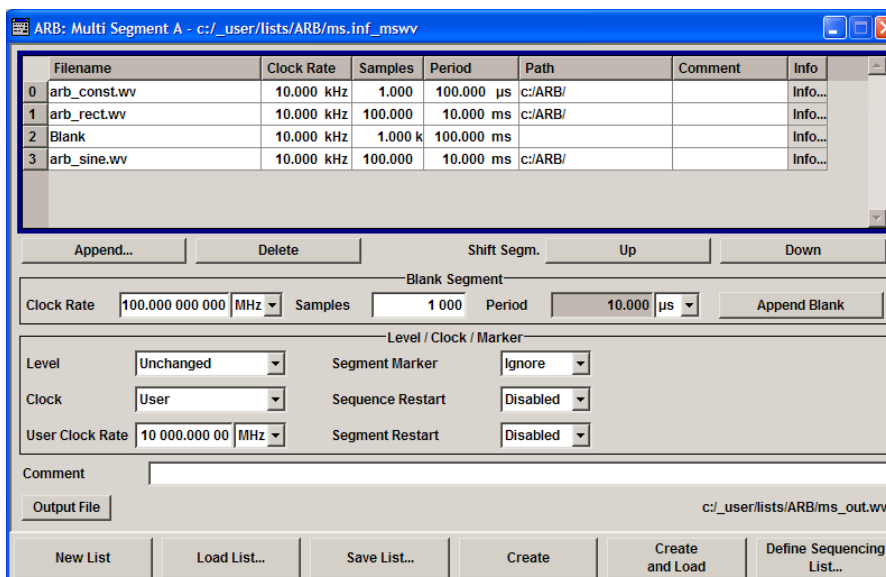 ARB: Multi Segment A - c:/_user/lists/ARB/ms.inf_mswv
Filename Clock Rate Samples Period Path Comment Info
0 arb_const.wv 10.000 kHz 1.000 100.000 µs c:/ARB/ Info...
1 arb_rect.wv 10.000 kHz 100.000 10.000 ms c:/ARB/ Info...
2 Blank 10.000 kHz 1.000 k 100.000 ms Info...
3 arb_sine.wv 10.000 kHz 100.000 10.000 ms c:/ARB/ Info...
Append... Delete Shift Segm. Up Down
Blank Segment
Clock Rate 100.000 000 000 MHz Samples 1 000 Period 10.000 µs Append Blank
Level / Clock / Marker
Level Unchanged Segment Marker Ignore
Clock User Sequence Restart Disabled
User Clock Rate 10 000.000 00 MHz Segment Restart Disabled
Comment
Output File c:/_user/lists/ARB/ms_out.wv
New List Load List... Save List... Create Create and Load Define Sequencing List...